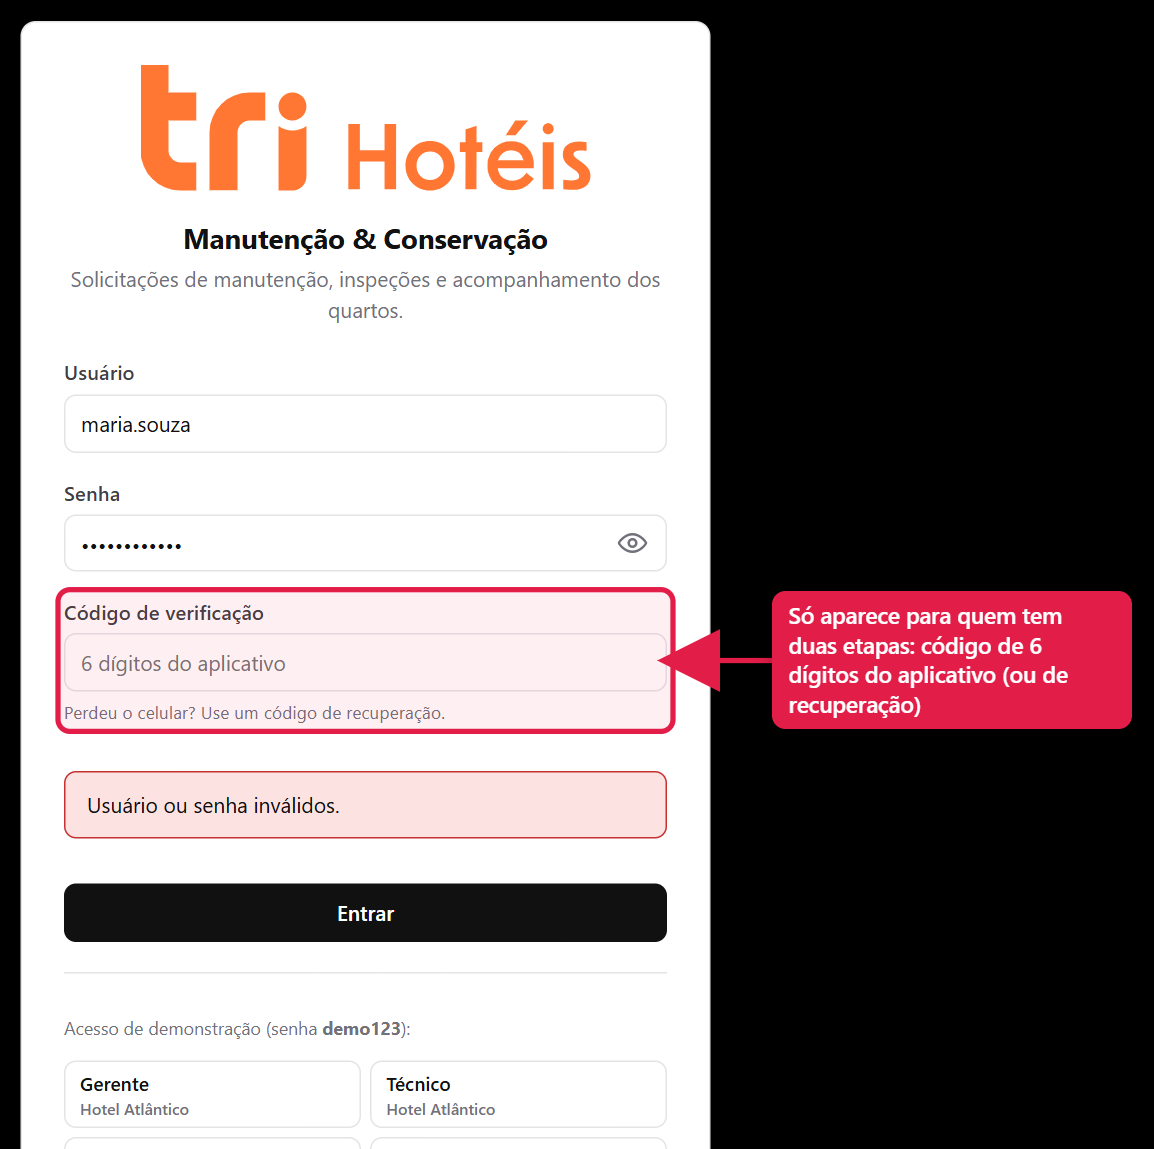 tri Hotéis
Manutenção & Conservação
Solicitações de manutenção, inspeções e acompanhamento dos
quartos.
Usuário
maria.souza
Senha
••••••••••••
Código de verificação
6 dígitos do aplicativo
Perdeu o celular? Use um código de recuperação.
Só aparece para quem tem
duas etapas: código de 6
dígitos do aplicativo (ou de
recuperação)
Usuário ou senha inválidos.
Entrar
Acesso de demonstração (senha demo123):
Gerente
Hotel Atlântico
Técnico
Hotel Atlântico